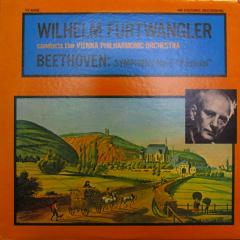 WILHELM FURTWÄNGLER
conducts the VIENNA PHILHARMONIC ORCHESTRA
BEETHOVEN: SYMPHONY No. 6 "PASTORAL"